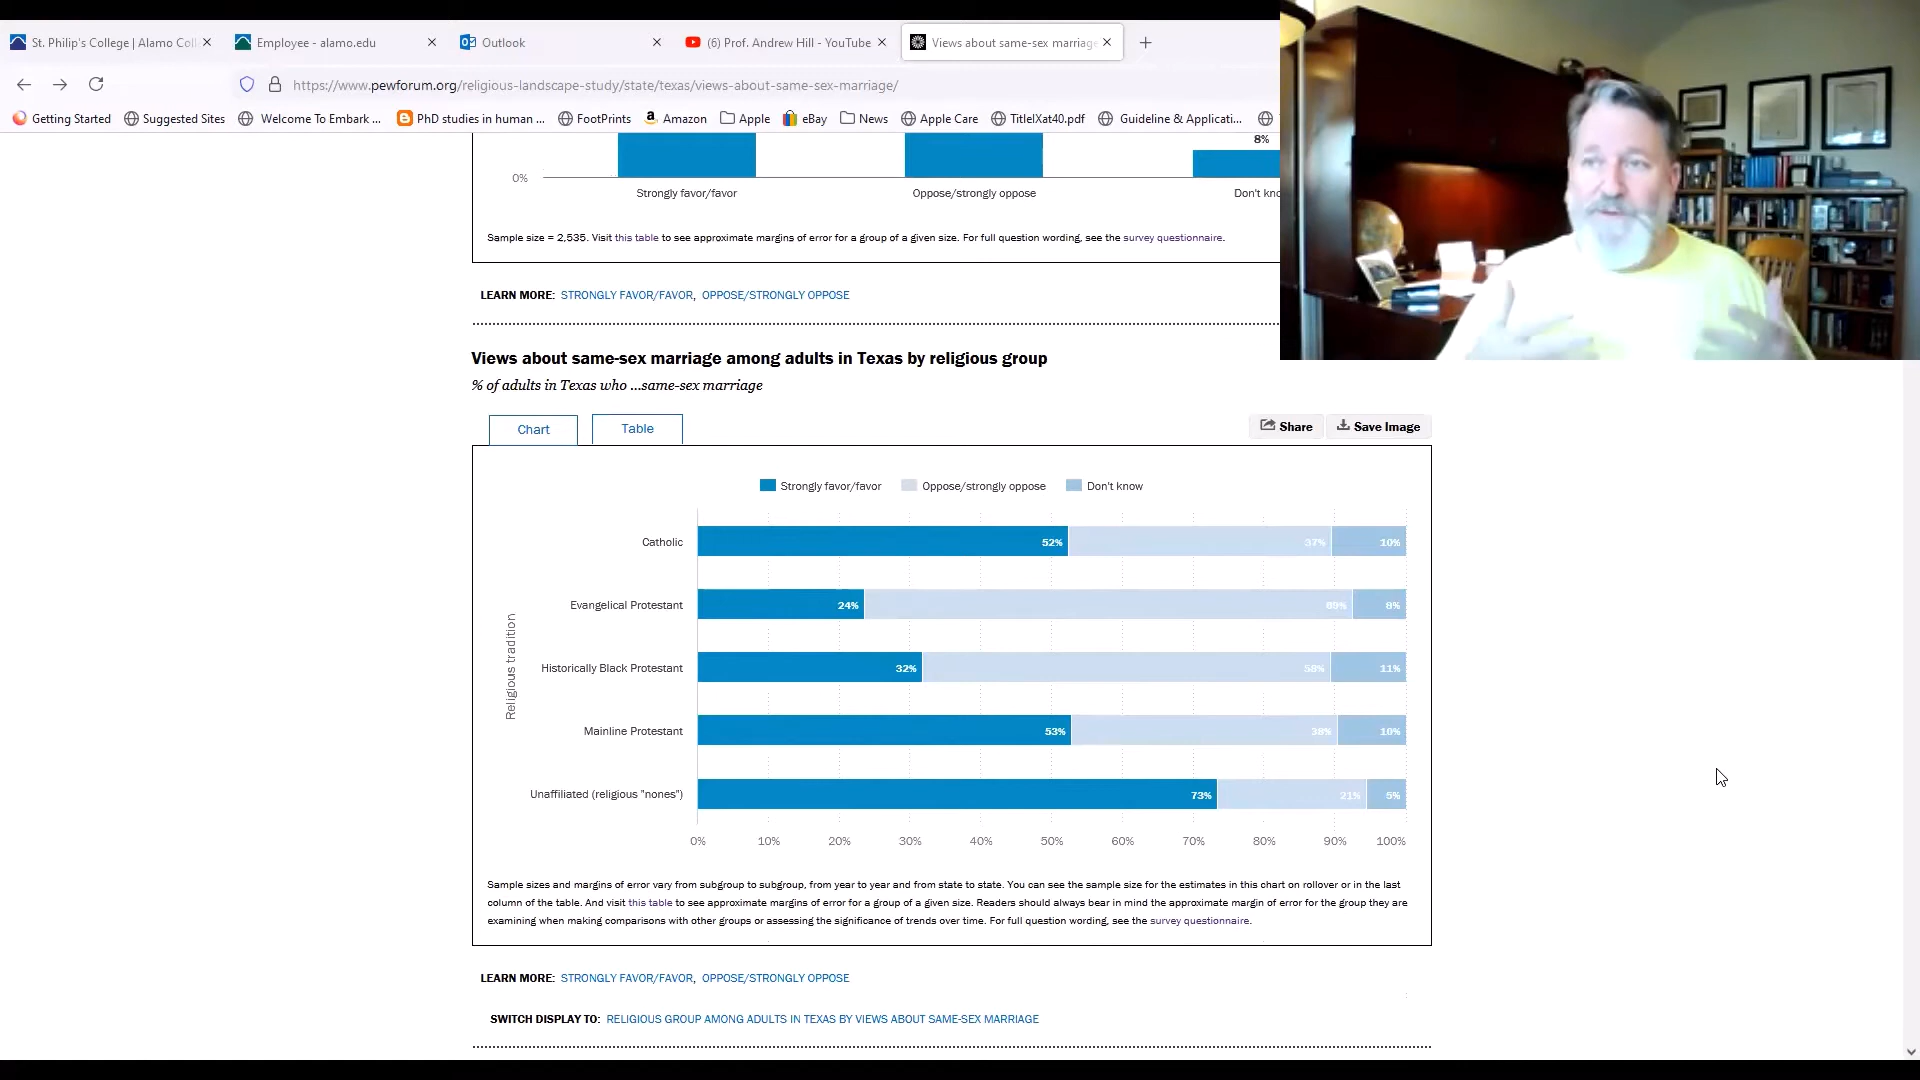 St. Philip's College | Alamo Coll
Employee - alamo.edu
Outlook
(6) Prof. Andrew Hill - YouTube
Views about same-sex marriage
https://www.pewforum.org/religious-landscape-study/state/texas/views-about-same-sex-marriage/
Getting Started
Suggested Sites
Welcome To Embark ...
PhD studies in human ...
FootPrints
Amazon
Apple
eBay
News
Apple Care
TitleIXat40.pdf
Guideline & Applicati...
8%
0%
Strongly favor/favor
Oppose/strongly oppose
Don't kno
Sample size = 2,535. Visit this table to see approximate margins of error for a group of a given size. For full question wording, see the survey questionnaire.
LEARN MORE: STRONGLY FAVOR/FAVOR, OPPOSE/STRONGLY OPPOSE
Views about same-sex marriage among adults in Texas by religious group
% of adults in Texas who ...same-sex marriage
Chart
Table
Share
Save Image
Strongly favor/favor
Oppose/strongly oppose
Don't know
Religious tradition
Catholic
52%
37%
10%
Evangelical Protestant
24%
69%
8%
Historically Black Protestant
32%
58%
11%
Mainline Protestant
53%
38%
10%
Unaffiliated (religious "nones")
73%
21%
5%
0%
10%
20%
30%
40%
50%
60%
70%
80%
90%
100%
Sample sizes and margins of error vary from subgroup to subgroup, from year to year and from state to state. You can see the sample size for the estimates in this chart on rollover or in the last
column of the table. And visit this table to see approximate margins of error for a group of a given size. Readers should always bear in mind the approximate margin of error for the group they are
examining when making comparisons with other groups or assessing the significance of trends over time. For full question wording, see the survey questionnaire.
LEARN MORE: STRONGLY FAVOR/FAVOR, OPPOSE/STRONGLY OPPOSE
SWITCH DISPLAY TO: RELIGIOUS GROUP AMONG ADULTS IN TEXAS BY VIEWS ABOUT SAME-SEX MARRIAGE